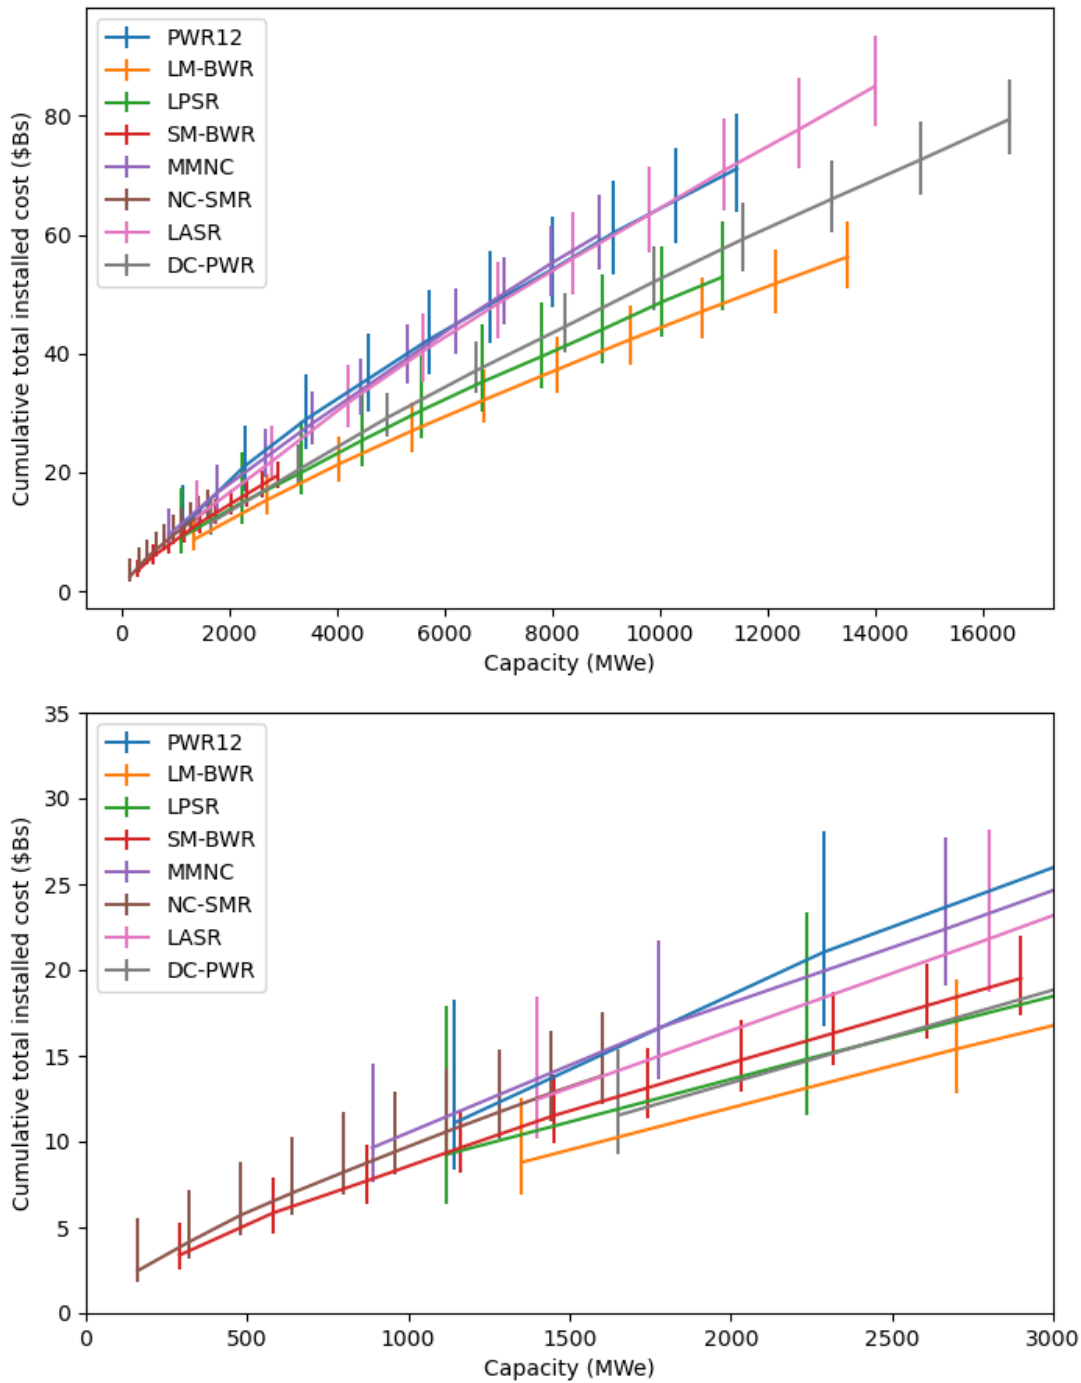 Cumulative total installed cost ($Bs)
80
60
40
20
0
PWR12
LM-BWR
LPSR
SM-BWR
MMNC
NC-SMR
LASR
DC-PWR
0 2000 4000 6000 8000 10000 12000 14000 16000
Capacity (MWe)
Cumulative total installed cost ($Bs)
35
30
25
20
15
10
5
0
PWR12
LM-BWR
LPSR
SM-BWR
MMNC
NC-SMR
LASR
DC-PWR
0 500 1000 1500 2000 2500 3000
Capacity (MWe)